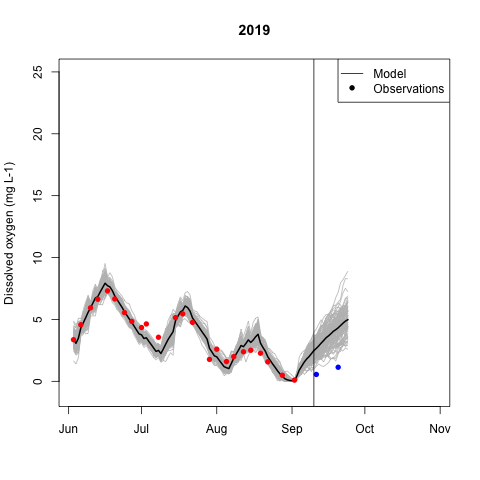 2019
Model
Observations
Dissolved oxygen (mg L-1)
25
20
15
10
5
0
Jun Jul Aug Sep Oct Nov